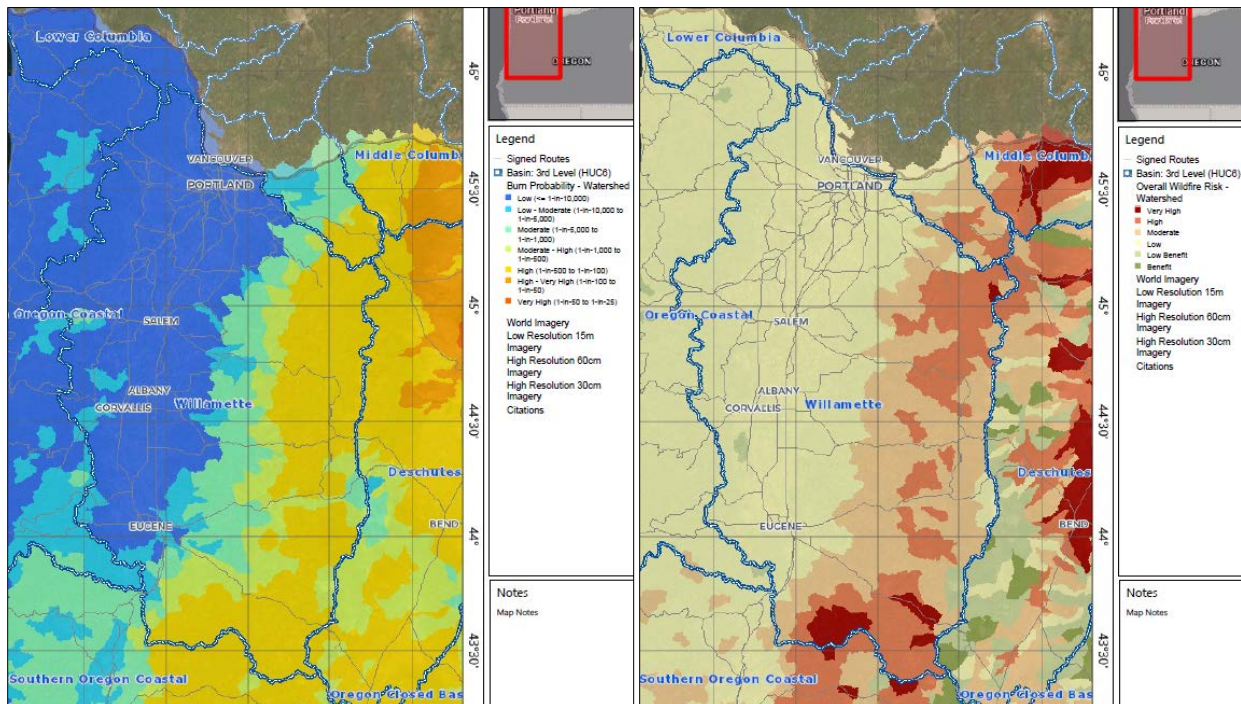 Portland
OREGON
Lower Columbia
46°
VANCOUVER
Middle Columb
PORTLAND
45°30'
45°
Oregon Coastal
SALEM
ALBANY
CORVALLIS
Willamette
44°30'
Deschutes
EUGENE
BEND
44°
43°30'
Southern Oregon Coastal
Oregon Closed Bas
Legend
Signed Routes
Basin: 3rd Level (HUC6)
Burn Probability - Watershed
Low (<= 1-in-10,000)
Low - Moderate (1-in-10,000 to
1-in-5,000)
Moderate (1-in-5,000 to
1-in-1,000)
Moderate - High (1-in-1,000 to
1-in-500)
High (1-in-500 to 1-in-100)
High - Very High (1-in-100 to
1-in-50)
Very High (1-in-50 to 1-in-25)
World Imagery
Low Resolution 15m
Imagery
High Resolution 60cm
Imagery
High Resolution 30cm
Imagery
Citations
Notes
Map Notes
Portland
OREGON
Lower Columbia
46°
VANCOUVER
Middle Columb
PORTLAND
45°30'
45°
Oregon Coastal
SALEM
ALBANY
CORVALLIS
Willamette
44°30'
Deschutes
EUGENE
BEND
44°
43°30'
Southern Oregon Coastal
Oregon Closed Bas
Legend
Signed Routes
Basin: 3rd Level (HUC6)
Overall Wildfire Risk -
Watershed
Very High
High
Moderate
Low
Low Benefit
Benefit
World Imagery
Low Resolution 15m
Imagery
High Resolution 60cm
Imagery
High Resolution 30cm
Imagery
Citations
Notes
Map Notes